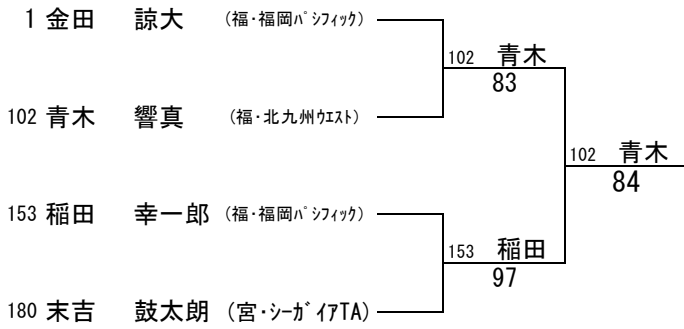 1 金田 諒大 (福・福岡ﾊﾟｼﾌｨｯｸ)
102 青木
83
102 青木 響真 (福・北九州ｳｴｽﾄ)
102 青木
84
153 稲田 幸一郎 (福・福岡ﾊﾟｼﾌｨｯｸ)
153 稲田
97
180 末吉 鼓太朗 (宮・ｼｰｶﾞｲｱTA)